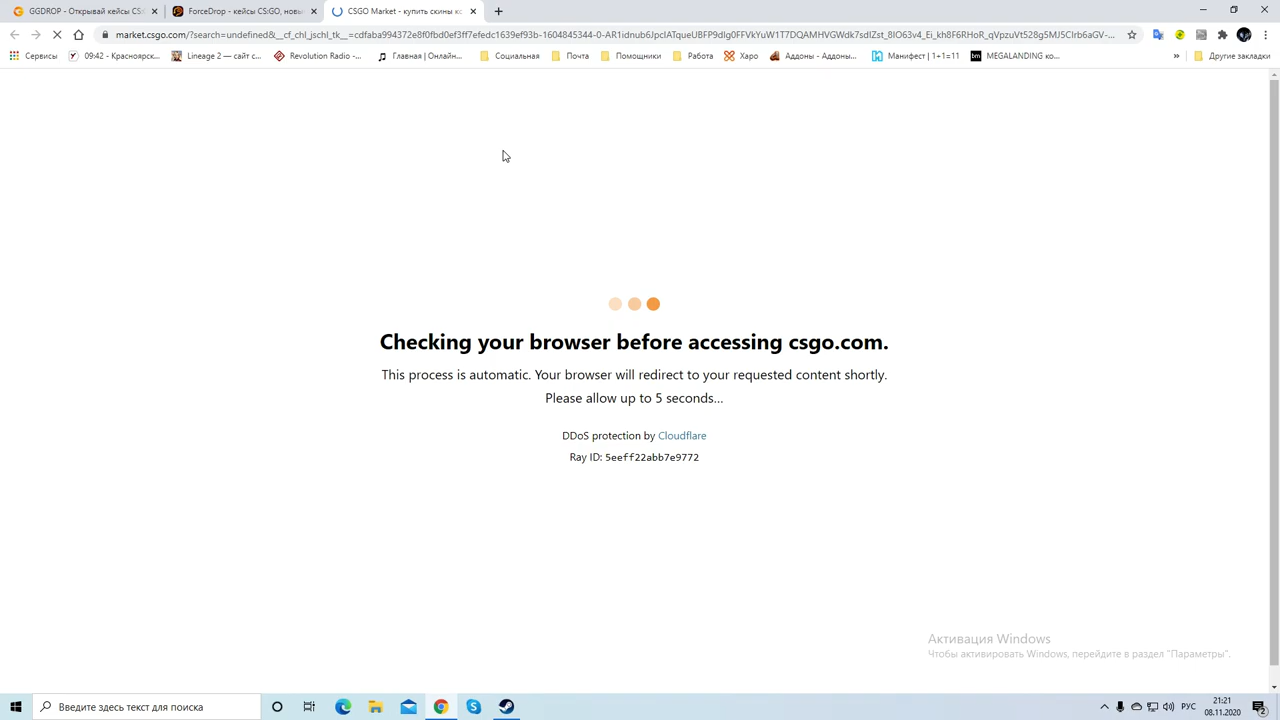 GGDROP - Открывай кейсы CS:
ForceDrop - кейсы CS:GO, новы
CSGO Market - купить скины кс
market.csgo.com/?search=undefined&__cf_chl_jschl_tk__=
Сервисы
09:42 - Красноярск...
Lineage 2 — сайт с...
Revolution Radio -...
Главная | Онлайн...
Социальная
Почта
Помощники
Работа
Харо
Аддоны - Аддоны...
Манифест | 1+1=11
MEGALANDING ко...
»
Другие закладки
Checking your browser before accessing csgo.com.
This process is automatic. Your browser will redirect to your requested content shortly.
Please allow up to 5 seconds...
DDoS protection by Cloudflare
Ray ID: 5eeff22abb7e9772
Активация Windows
Чтобы активировать Windows, перейдите в раздел "Параметры".
Введите здесь текст для поиска
РУС
21:21
08.11.2020
2